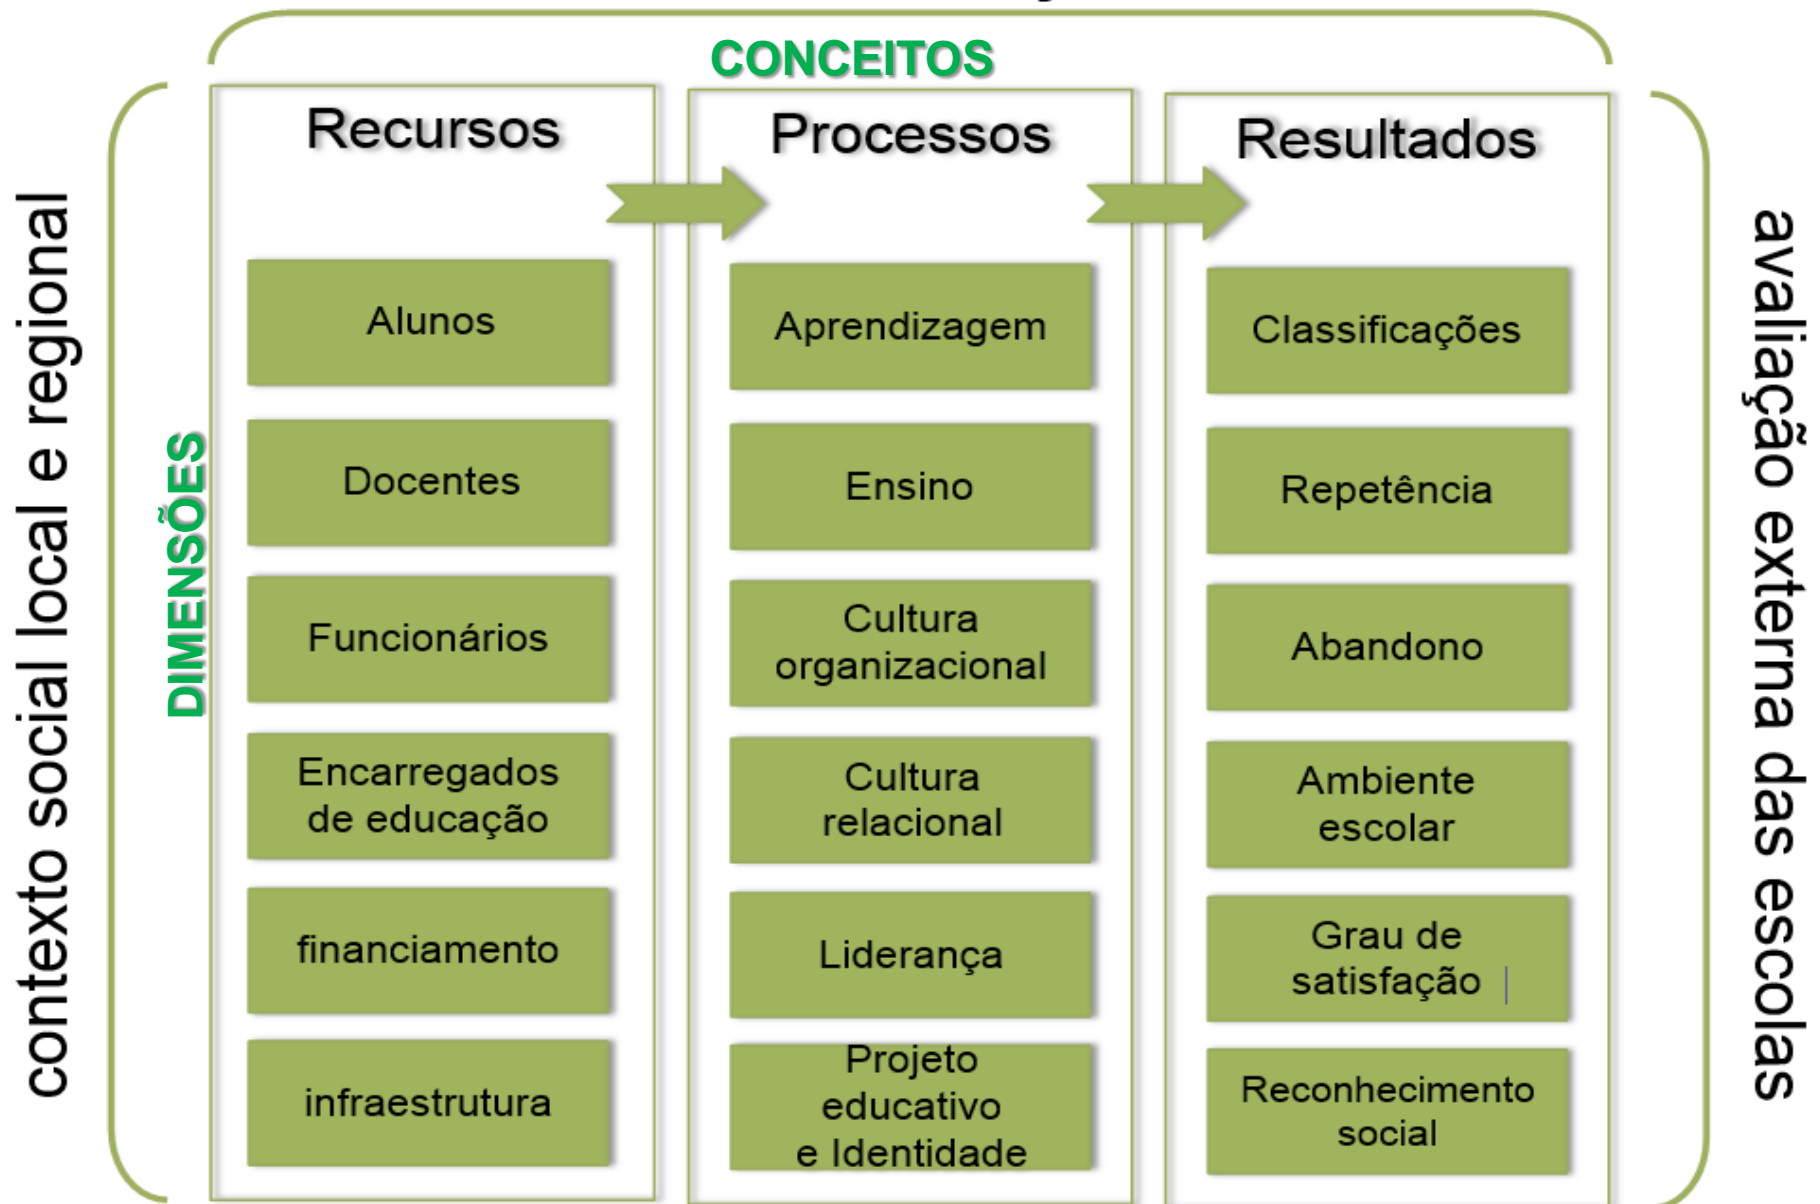 CONCEITOS
contexto social local e regional
DIMENSÕES
Recursos
Alunos
Docentes
Funcionários
Encarregados
de educação
financiamento
infraestrutura
Processos
Aprendizagem
Ensino
Cultura
organizacional
Cultura
relacional
Liderança
Projeto
educativo
e Identidade
Resultados
Classificações
Repetência
Abandono
Ambiente
escolar
Grau de
satisfação
Reconhecimento
social
avaliação externa das escolas